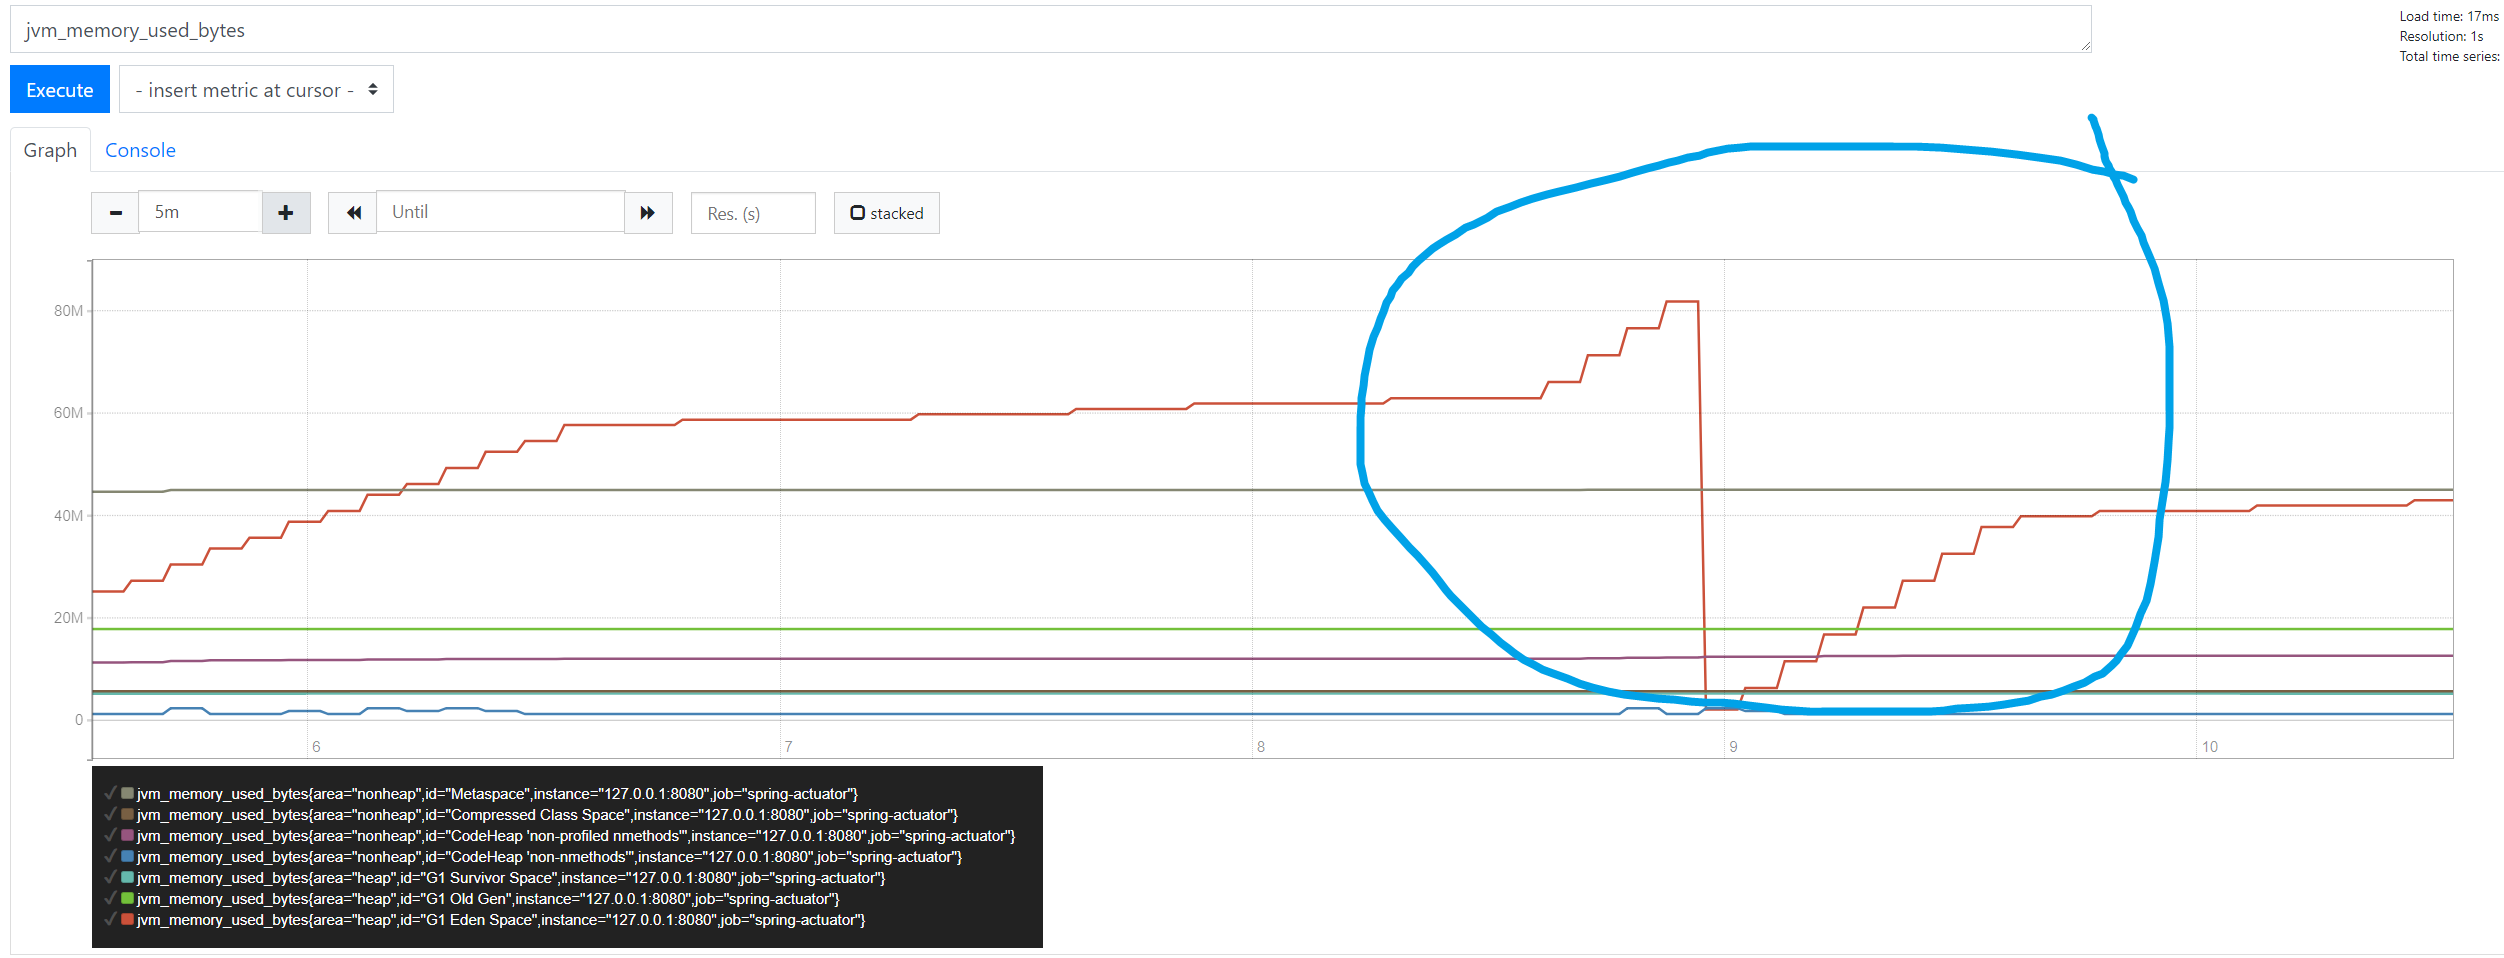 jvm_memory_used_bytes
Load time: 17ms
Resolution: 1s
Total time series:
Execute
- insert metric at cursor -
Graph
Console
5m
Until
Res. (s)
stacked
80M
60M
40M
20M
0
6 7 8 9 10
jvm_memory_used_bytes{area="nonheap",id="Metaspace",instance="127.0.0.1:8080",job="spring-actuator"}
jvm_memory_used_bytes{area="nonheap",id="Compressed Class Space",instance="127.0.0.1:8080",job="spring-actuator"}
jvm_memory_used_bytes{area="nonheap",id="CodeHeap 'non-profiled nmethods'",instance="127.0.0.1:8080",job="spring-actuator"}
jvm_memory_used_bytes{area="nonheap",id="CodeHeap 'non-nmethods'",instance="127.0.0.1:8080",job="spring-actuator"}
jvm_memory_used_bytes{area="heap",id="G1 Survivor Space",instance="127.0.0.1:8080",job="spring-actuator"}
jvm_memory_used_bytes{area="heap",id="G1 Old Gen",instance="127.0.0.1:8080",job="spring-actuator"}
jvm_memory_used_bytes{area="heap",id="G1 Eden Space",instance="127.0.0.1:8080",job="spring-actuator"}